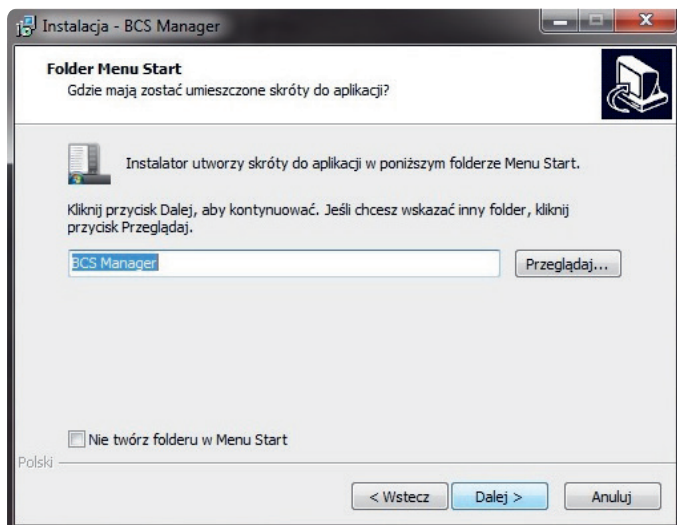 Instalacja - BCS Manager
Folder Menu Start
Gdzie mają zostać umieszczone skróty do aplikacji?
Instalator utworzy skróty do aplikacji w poniższym folderze Menu Start.
Kliknij przycisk Dalej, aby kontynuować. Jeśli chcesz wskazać inny folder, kliknij
przycisk Przeglądaj.
BCS Manager
Przeglądaj...
Nie twórz folderu w Menu Start
Polski
< Wstecz
Dalej >
Anuluj